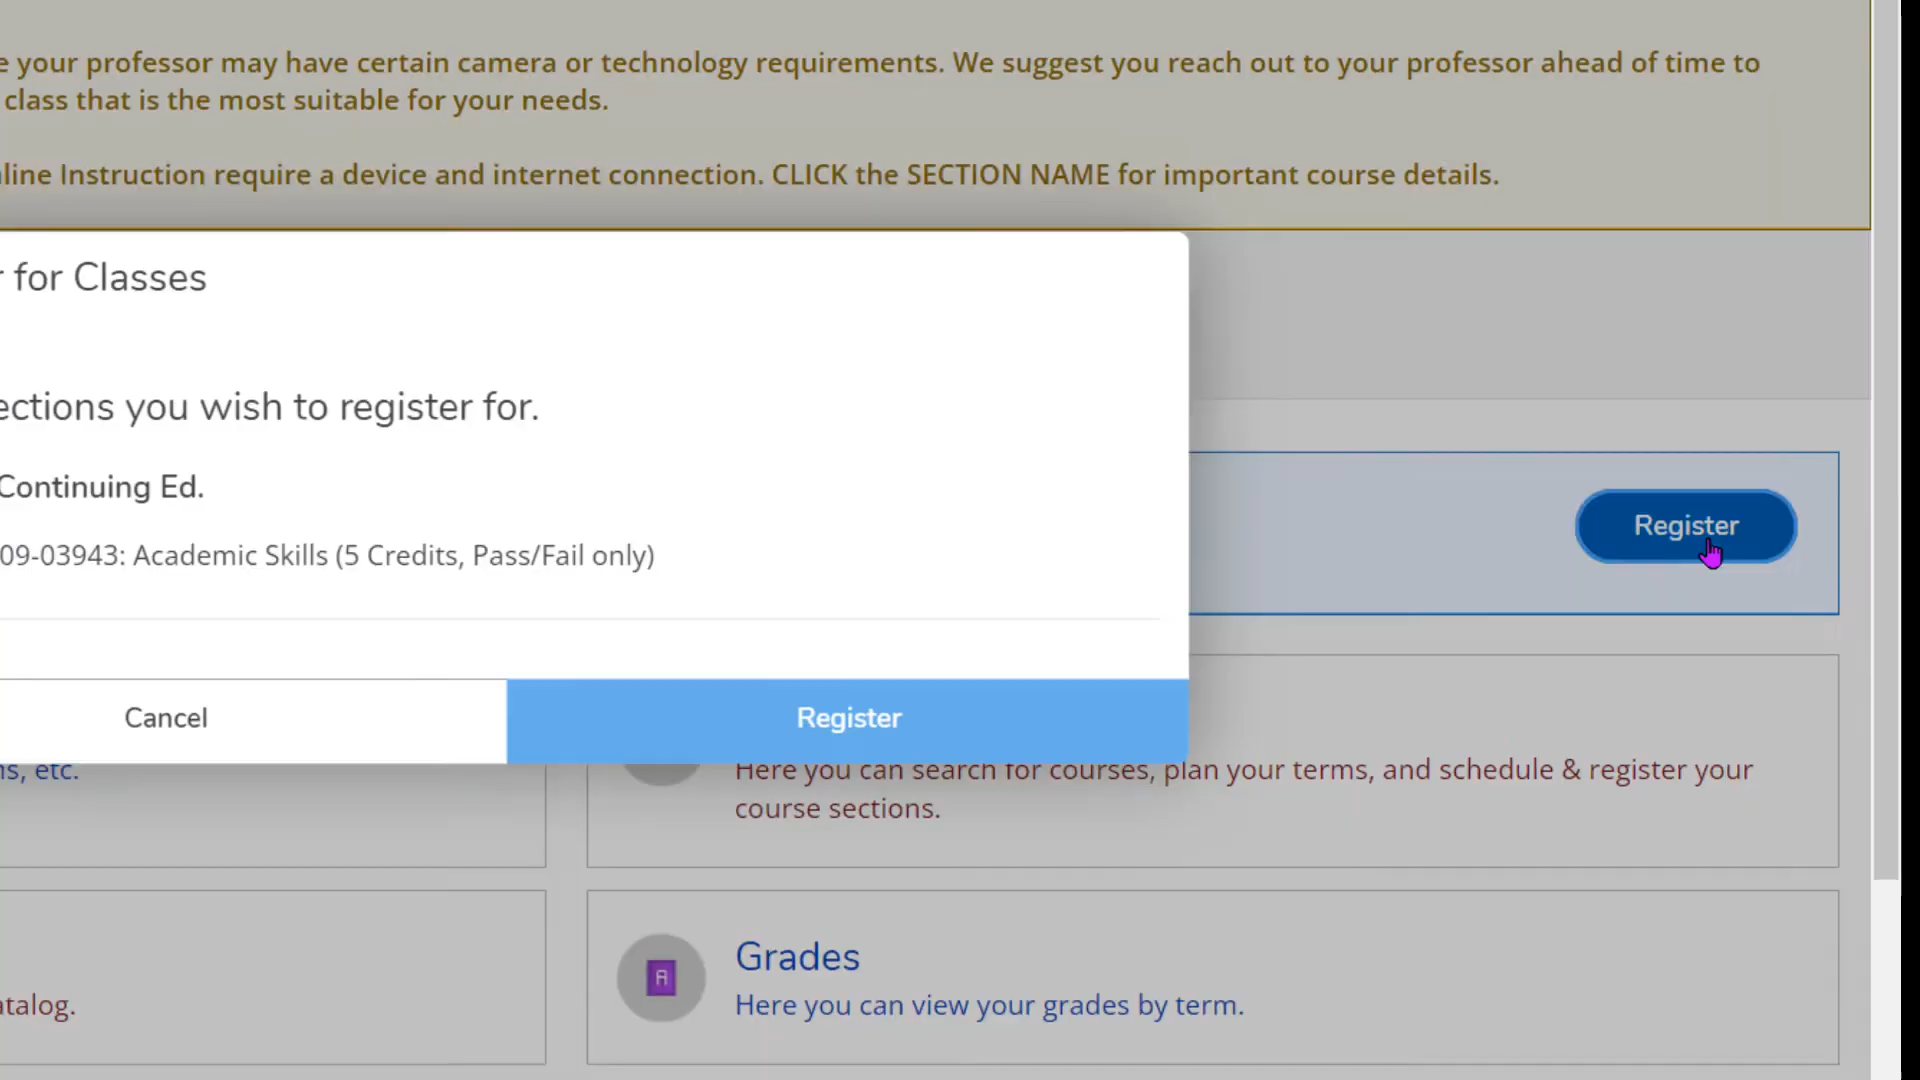 your professor may have certain camera or technology requirements. We suggest you reach out to your professor ahead of time to
class that is the most suitable for your needs.
Instruction require a device and internet connection. CLICK the SECTION NAME for important course details.
for Classes
you wish to register for.
Continuing Ed.
09-03943: Academic Skills (5 Credits, Pass/Fail only)
Register
Cancel
Register
etc.
Here you can search for courses, plan your terms, and schedule & register your
course sections.
Grades
Here you can view your grades by term.